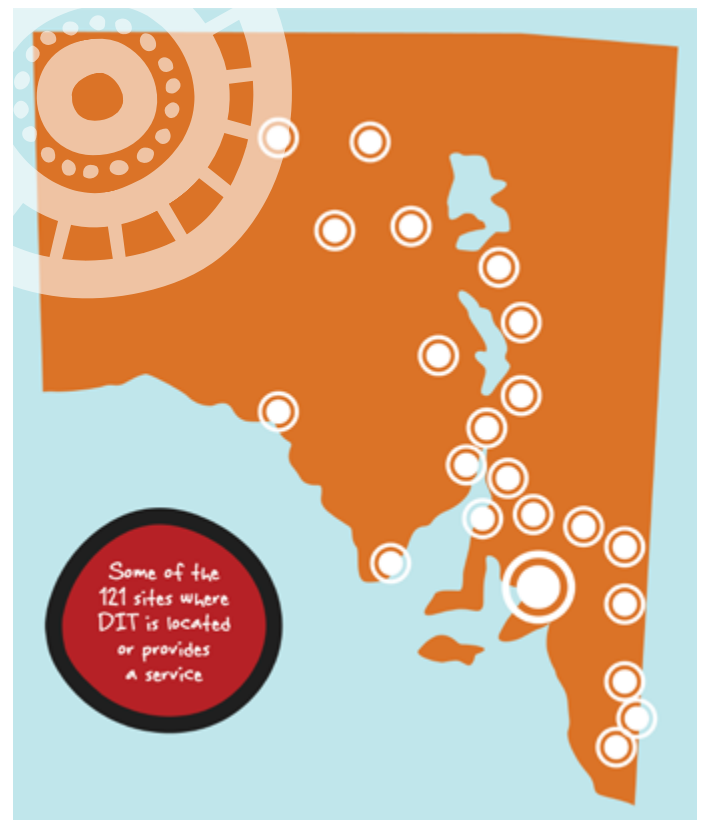 Some of the
121 sites where
DIT is located
or provides
a service